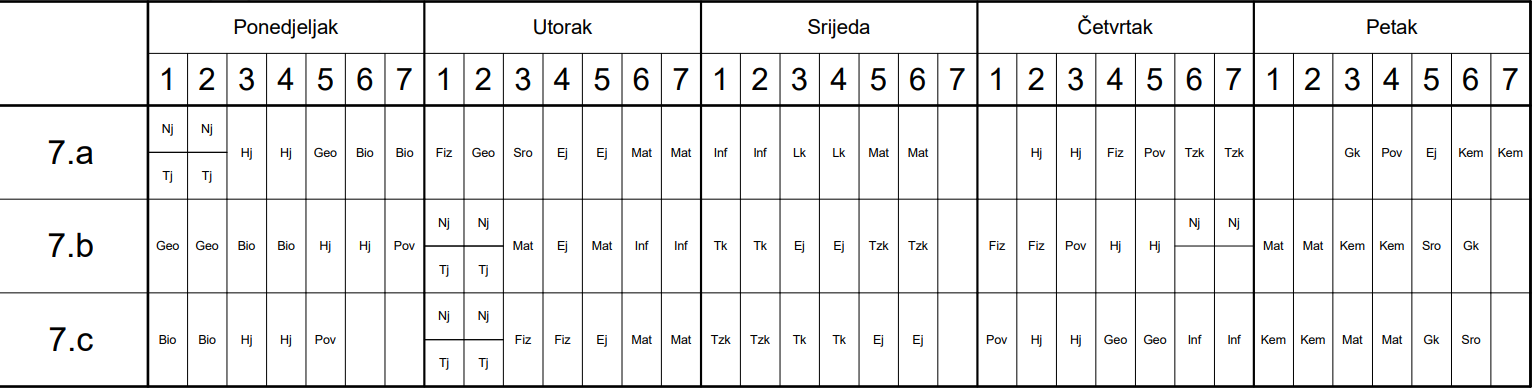 Ponedjeljak Utorak Srijeda Četvrtak Petak
1 2 3 4 5 6 7 1 2 3 4 5 6 7 1 2 3 4 5 6 7 1 2 3 4 5 6 7 1 2 3 4 5 6 7
Nj Nj
7.a Hj Hj Geo Bio Bio Fiz Geo Sro Ej Ej Mat Mat Inf Inf Lk Lk Mat Mat Hj Hj Fiz Pov Tzk Tzk Gk Pov Ej Kem Kem
Tj Tj
Nj Nj Nj Nj
7.b Geo Geo Bio Bio Hj Hj Pov Mat Ej Mat Inf Inf Tk Tk Ej Ej Tzk Tzk Fiz Fiz Pov Hj Hj Mat Mat Kem Kem Sro Gk
Tj Tj
Nj Nj
7.c Bio Bio Hj Hj Pov Fiz Fiz Ej Mat Mat Tzk Tzk Tk Tk Ej Ej Pov Hj Hj Geo Geo Inf Inf Kem Kem Mat Mat Gk Sro
Tj Tj